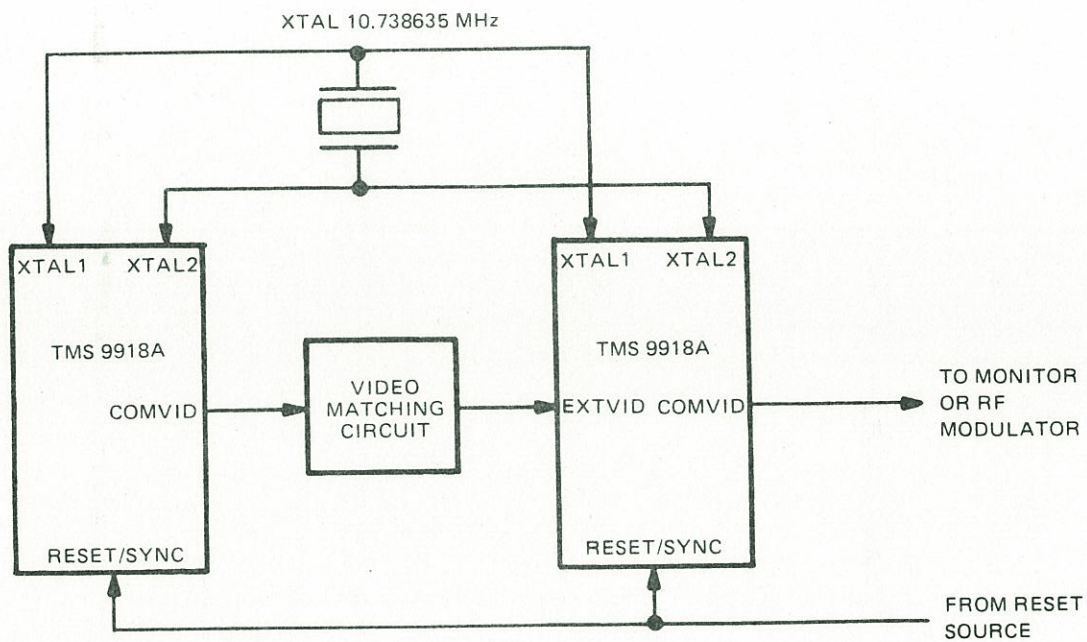 XTAL 10.738635 MHz
XTAL1 XTAL2
XTAL1 XTAL2
TMS 9918A
TMS 9918A
COMVID
VIDEO
MATCHING
CIRCUIT
EXTVID COMVID
TO MONITOR
OR RF
MODULATOR
RESET/SYNC
RESET/SYNC
FROM RESET
SOURCE